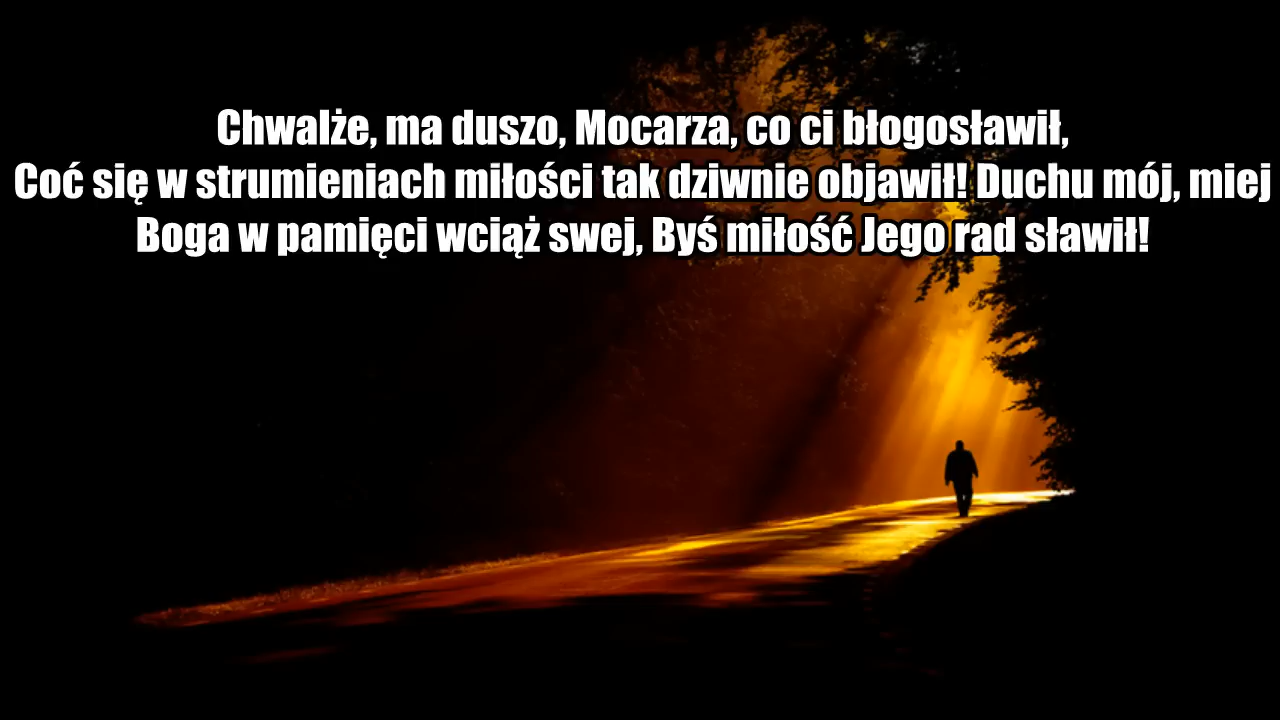 Chwalże, ma duszo, Mocarza, co ci błogosławił,
Coć się w strumieniach miłości tak dziwnie objawił! Duchu mój, miej
Boga w pamięci wciąż swej, Byś miłość Jego rad sławił!